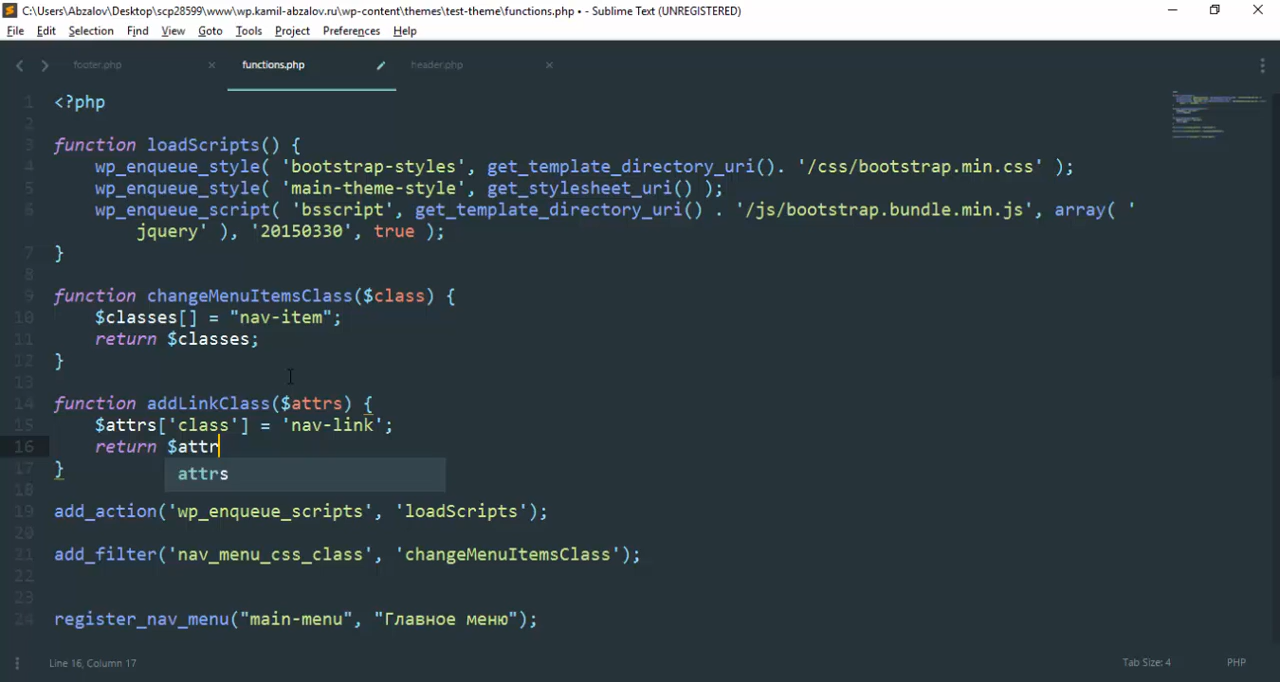 C:\Users\Abzalov\Desktop\scp28599\www\wp.kamil-abzalov.ru\wp-content\themes\test-theme\functions.php • - Sublime Text (UNREGISTERED)
File Edit Selection Find View Goto Tools Project Preferences Help
footer.php functions.php header.php
1 <?php
2
3 function loadScripts() {
4 wp_enqueue_style( 'bootstrap-styles', get_template_directory_uri(). '/css/bootstrap.min.css' );
5 wp_enqueue_style( 'main-theme-style', get_stylesheet_uri() );
6 wp_enqueue_script( 'bsscript', get_template_directory_uri() . '/js/bootstrap.bundle.min.js', array( '
jquery' ), '20150330', true );
7 }
8
9 function changeMenuItemsClass($class) {
10 $classes[] = "nav-item";
11 return $classes;
12 }
13
14 function addLinkClass($attrs) {
15 $attrs['class'] = 'nav-link';
16 return $attr
17 }
attrs
18
19 add_action('wp_enqueue_scripts', 'loadScripts');
20
21 add_filter('nav_menu_css_class', 'changeMenuItemsClass');
22
23
24 register_nav_menu("main-menu", "Главное меню");
Line 16, Column 17 Tab Size: 4 PHP